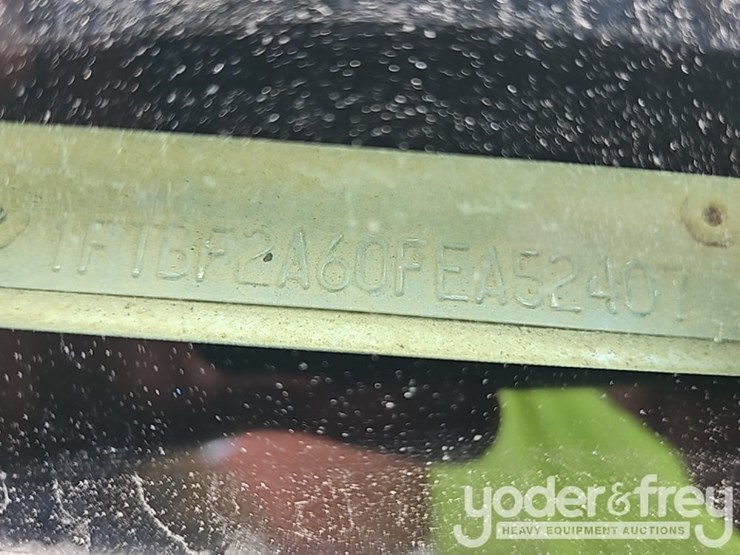 1FTBF2A60FEA52407
yoder&frey
HEAVY EQUIPMENT AUCTIONS